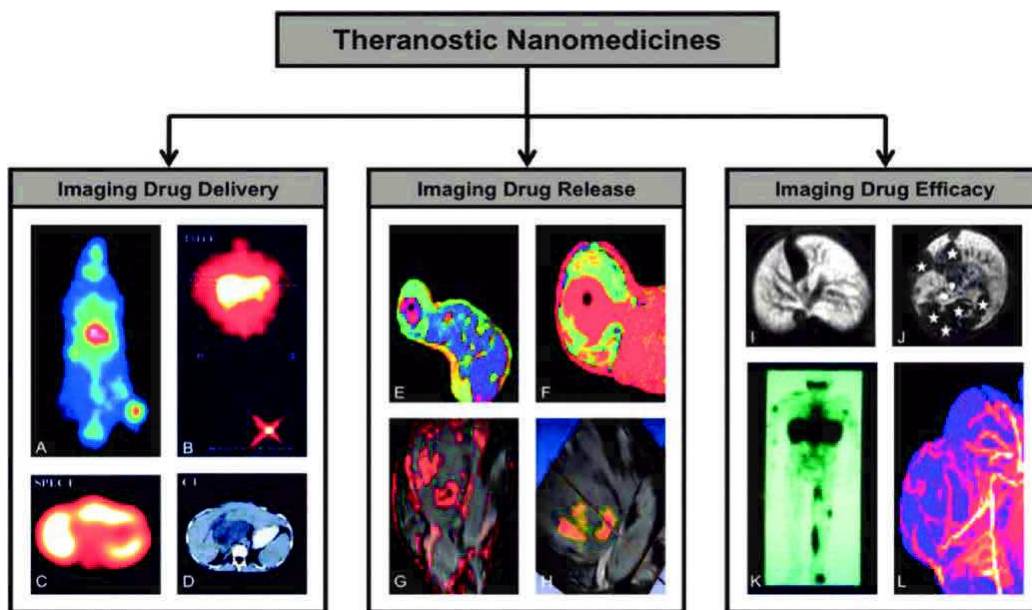 Theranostic Nanomedicines
Imaging Drug Delivery
Imaging Drug Release
Imaging Drug Efficacy
A
B
C
SPECT
D
CT
E
F
G
H
I
J
K
L